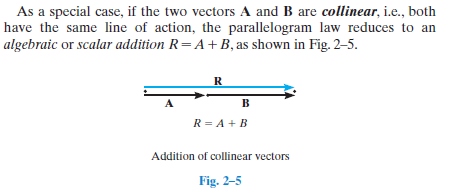 As a special case, if the two vectors A and B are collinear, i.e., both
have the same line of action, the parallelogram law reduces to an
algebraic or scalar addition R = A + B, as shown in Fig. 2–5.
R
A B
R = A + B
Addition of collinear vectors
Fig. 2–5